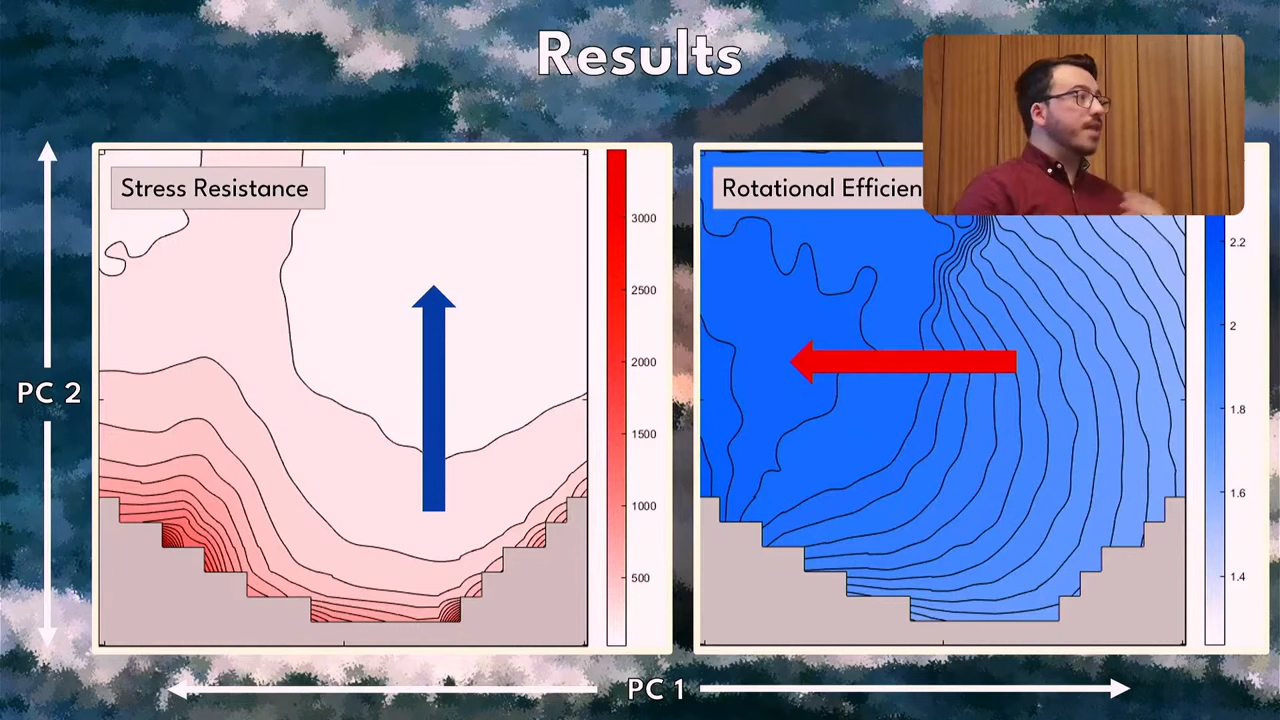 Results
Stress Resistance
3000
2500
2000
1500
1000
500
Rotational Efficien
2.2
2
1.8
1.6
1.4
PC 2
PC 1